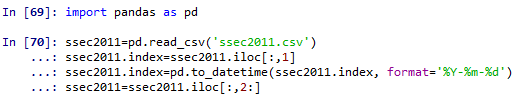 In [69]: import pandas as pd
In [70]: ssec2011=pd.read_csv('ssec2011.csv')
...: ssec2011.index=ssec2011.iloc[:,1]
...: ssec2011.index=pd.to_datetime(ssec2011.index, format='%Y-%m-%d')
...: ssec2011=ssec2011.iloc[:,2:]